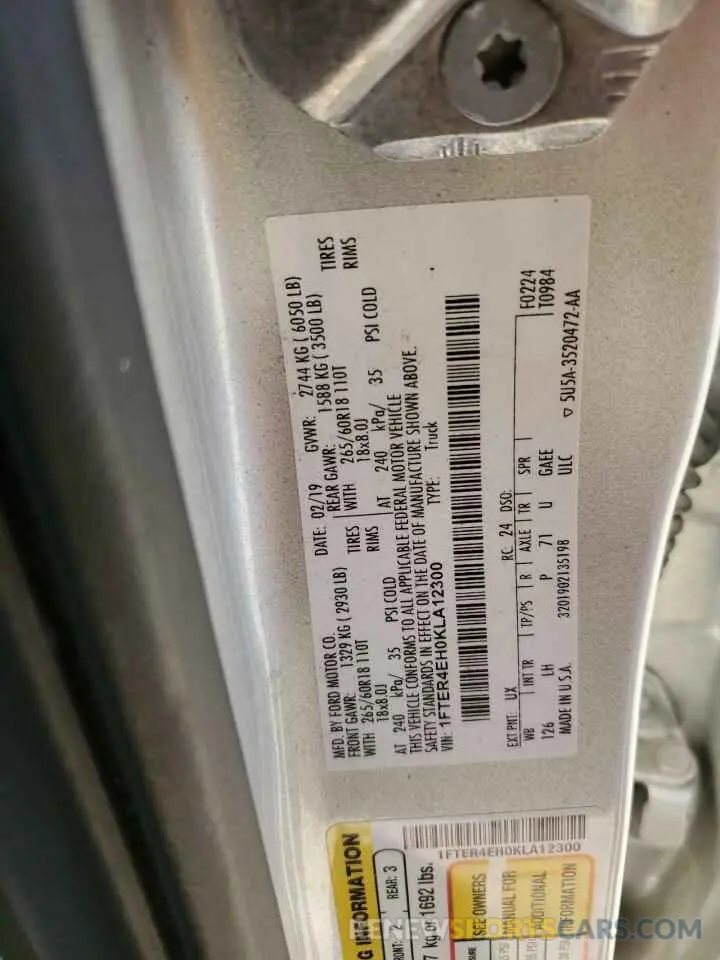 MFD. BY FORD MOTOR CO. DATE: 02/19 GVWR: 2744 KG ( 6050 LB)
FRONT GAWR: 1329 KG ( 2930 LB) REAR GAWR: 1588 KG ( 3500 LB)
WITH 265/60R18 110T TIRES WITH 265/60R18 110T TIRES
18x8.0J RIMS 18x8.0J RIMS
AT 240 kPa/ 35 PSI COLD AT 240 kPa/ 35 PSI COLD
THIS VEHICLE CONFORMS TO ALL APPLICABLE FEDERAL MOTOR VEHICLE
SAFETY STANDARDS IN EFFECT ON THE DATE OF MANUFACTURE SHOWN ABOVE.
VIN: 1FTER4EH0KLA12300 TYPE: Truck
EXT PNT: UX RC: 24 DSO: F0224
WB INT TR TP/PS R AXLE TR SPR T0984
126 LH P 71 U GAEE
MADE IN U.S.A. 3201902135198 ULC ▽ 5U5A-3520472-AA
1FTER4EH0KLA12300
INFORMATION
2 REAR: 3
kg or 1692 lbs.
SEE OWNERS
MANUAL FOR
INFORMATION
NEWSPORTSCARS.COM